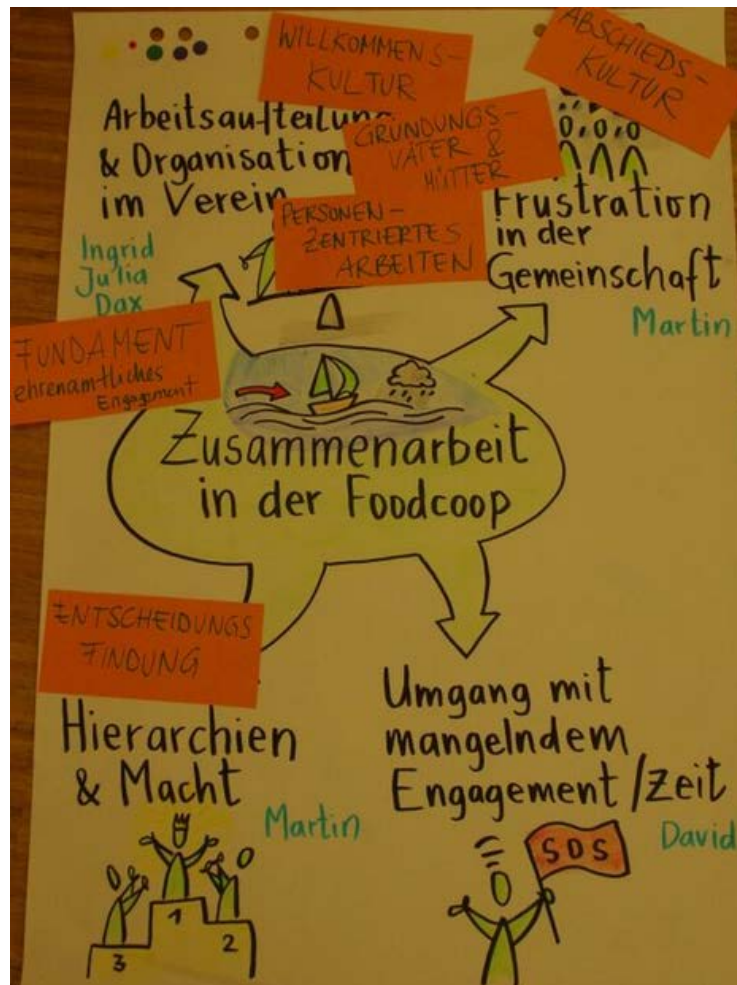 WILLKOMMENS-
KULTUR
ABSCHIEDS-
KULTUR
Arbeitsaufteilung
& Organisation
im Verein
GRÜNDUNGS-
VÄTER &
MÜTTER
PERSONEN-
ZENTRIERTES
ARBEITEN
Ingrid
Julia
Dax
Frustration
in der
Gemeinschaft
Martin
FUNDAMENT
ehrenamtliches
Engagement
Zusammenarbeit
in der Foodcoop
ENTSCHEIDUNGS
FINDUNG
Hierarchien
& Macht
Martin
1
2
3
Umgang mit
mangelndem
Engagement/Zeit
David
SOS